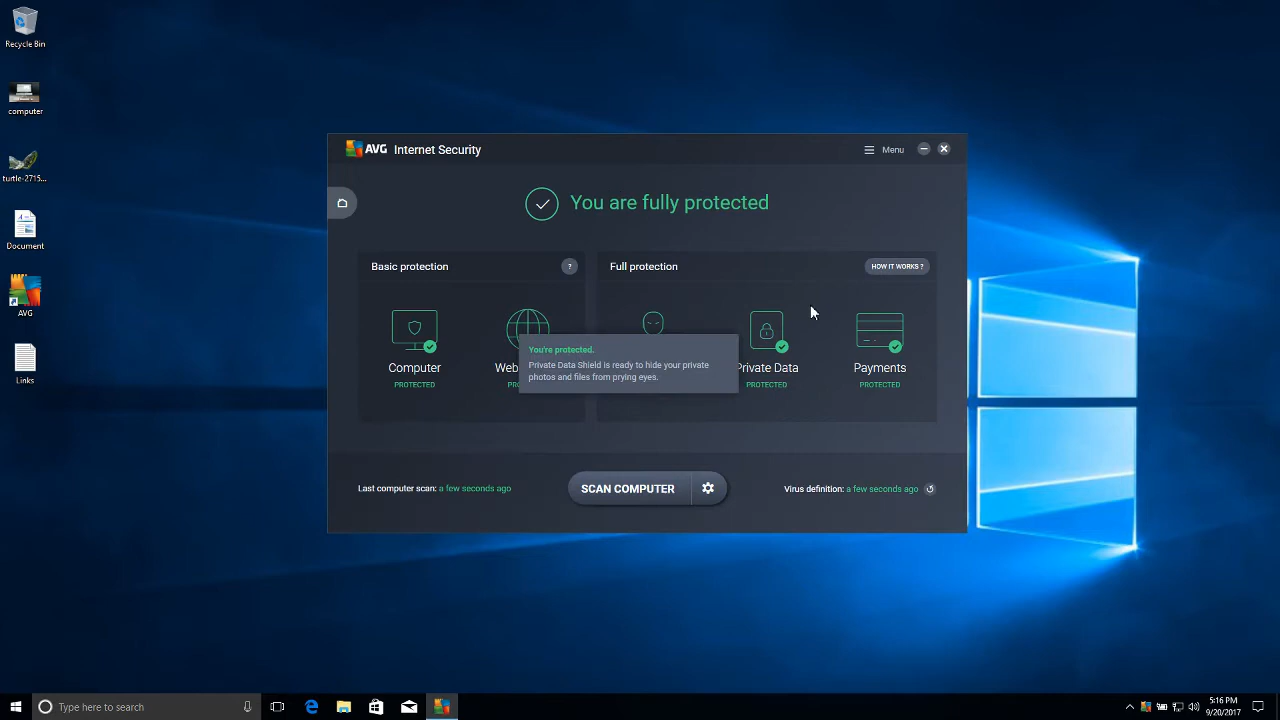 Recycle Bin
computer
turtle-2715...
Document
AVG
Links
AVG Internet Security
Menu
You are fully protected
Basic protection
?
Full protection
HOW IT WORKS ?
You're protected.
Private Data Shield is ready to hide your private
photos and files from prying eyes.
Computer
PROTECTED
Web
PR
Private Data
PROTECTED
Payments
PROTECTED
Last computer scan: a few seconds ago
SCAN COMPUTER
Virus definition: a few seconds ago
Type here to search
5:16 PM
9/20/2017